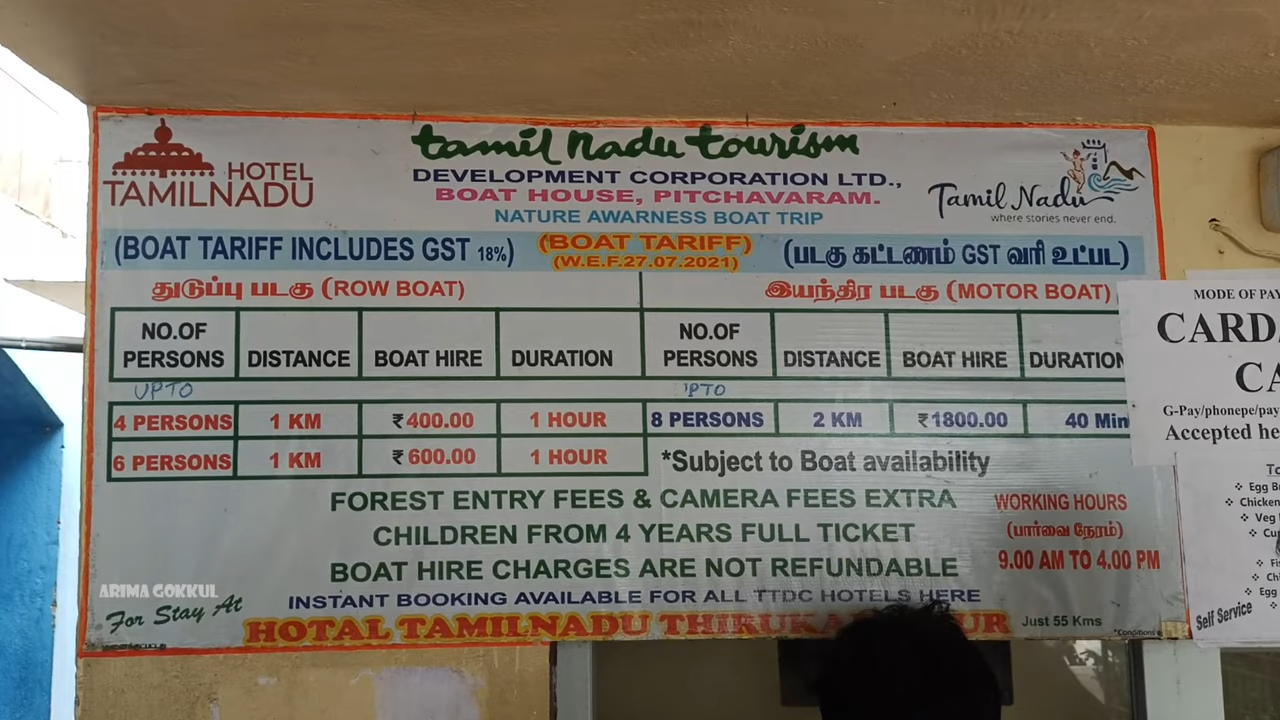 HOTEL
TAMILNADU
tamil nadu tourism
DEVELOPMENT CORPORATION LTD.,
BOAT HOUSE, PITCHAVARAM.
NATURE AWARNESS BOAT TRIP
Tamil Nadu
where stories never end.
(BOAT TARIFF INCLUDES GST 18%)
(BOAT TARIFF)
(W.E.F.27.07.2021)
(படகு கட்டணம் GST வரி உட்பட)
துடுப்பு படகு (ROW BOAT)
இயந்திர படகு (MOTOR BOAT)
NO.OF PERSONS DISTANCE BOAT HIRE DURATION NO.OF PERSONS DISTANCE BOAT HIRE DURATION
UPTO UPTO
4 PERSONS 1 KM ₹400.00 1 HOUR 8 PERSONS 2 KM ₹1800.00 40 Min
6 PERSONS 1 KM ₹600.00 1 HOUR
*Subject to Boat availability
FOREST ENTRY FEES & CAMERA FEES EXTRA
CHILDREN FROM 4 YEARS FULL TICKET
BOAT HIRE CHARGES ARE NOT REFUNDABLE
WORKING HOURS
(பார்வை நேரம்)
9.00 AM TO 4.00 PM
INSTANT BOOKING AVAILABLE FOR ALL TTDC HOTELS HERE
ARIMA GOKKUL
For Stay At
HOTAL TAMILNADU
Just 55 Kms
*Conditions
MODE OF
CARD
G-Pay/phonepe
Accepted
Egg
Chicken
Veg
Egg
Self Service